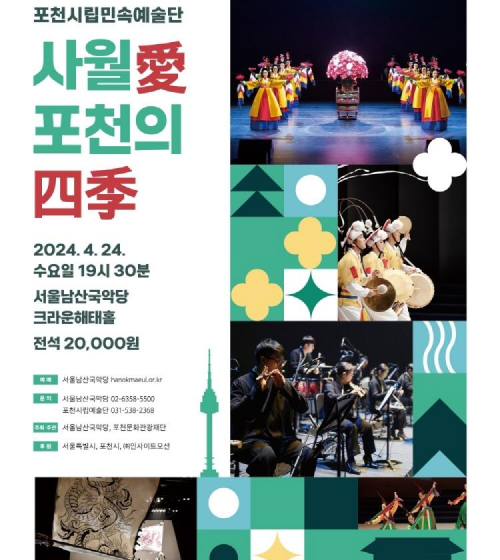 포천시립민속예술단
사월愛
포천의
四季
2024. 4. 24.
수요일 19시 30분
서울남산국악당
크라운해태홀
전석 20,000원
예 매 서울남산국악당 hanokmaeul.or.kr
문 의 서울남산국악당 02-6358-5500
포천시립예술단 031-538-2368
주최·주관 서울남산국악당, 포천문화관광재단
후 원 서울특별시, 포천시, ㈜인사이트모션